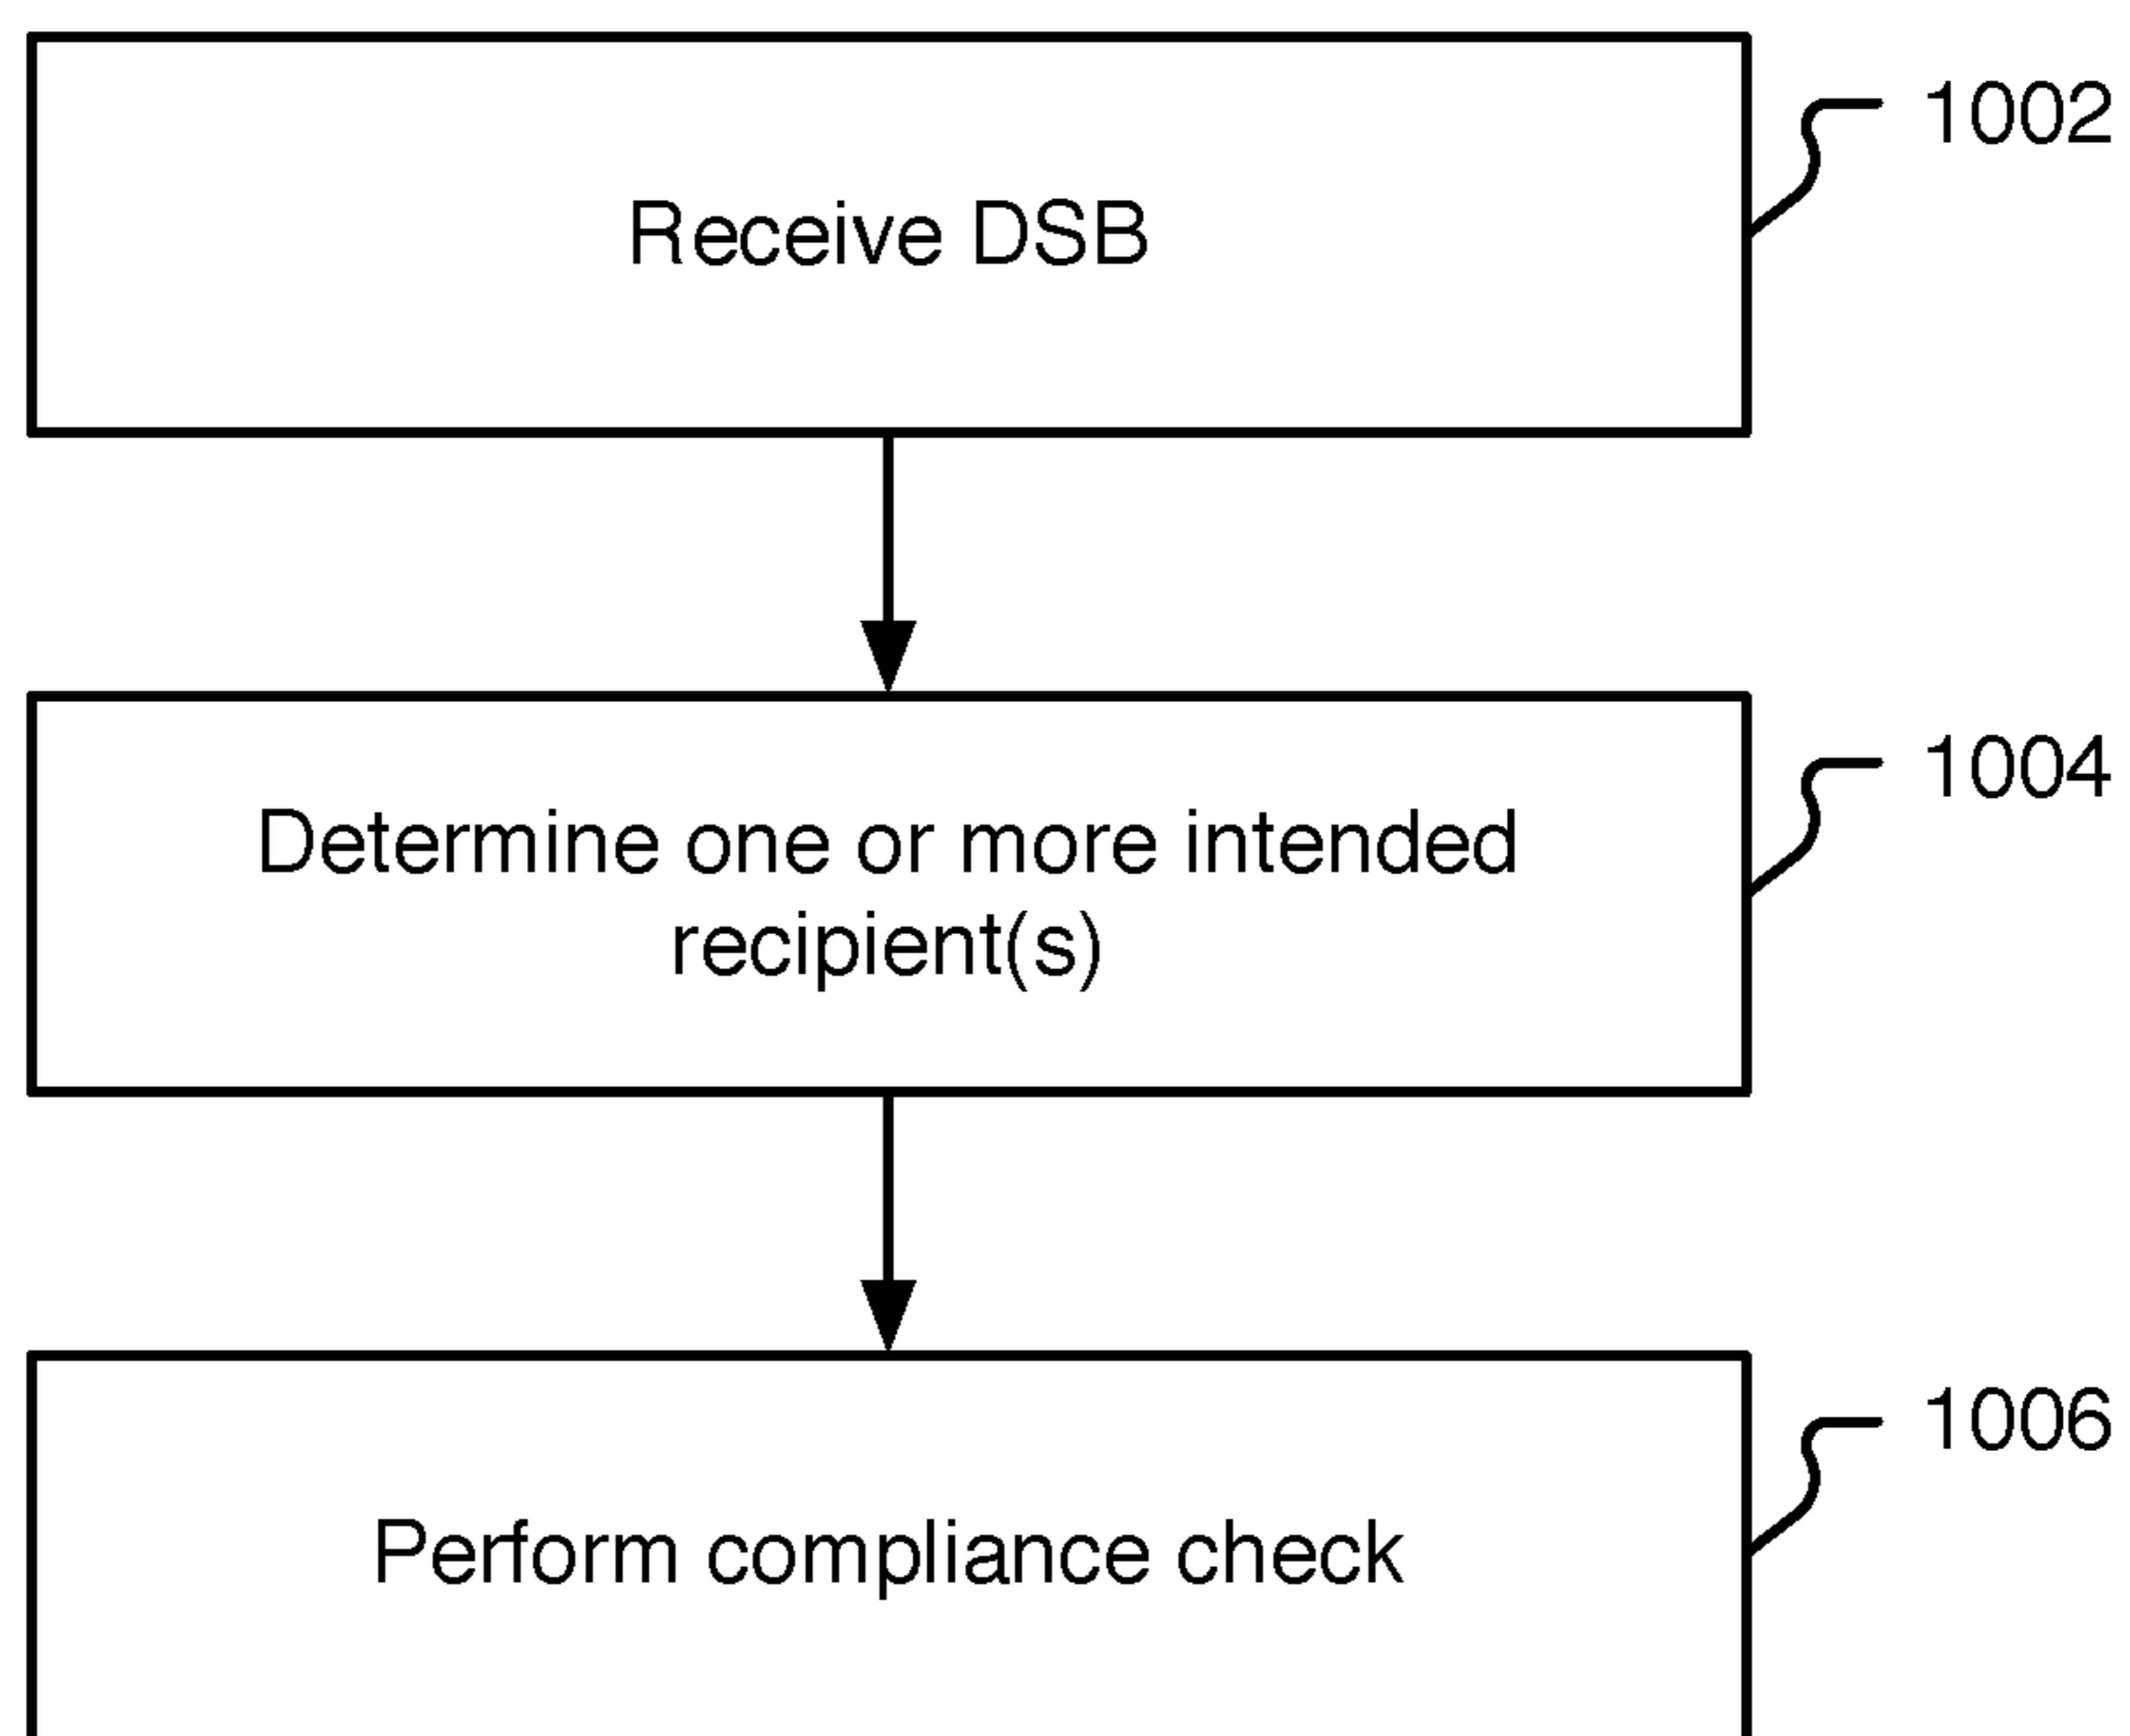 Receive DSB
1002
Determine one or more intended
recipient(s)
1004
Perform compliance check
1006